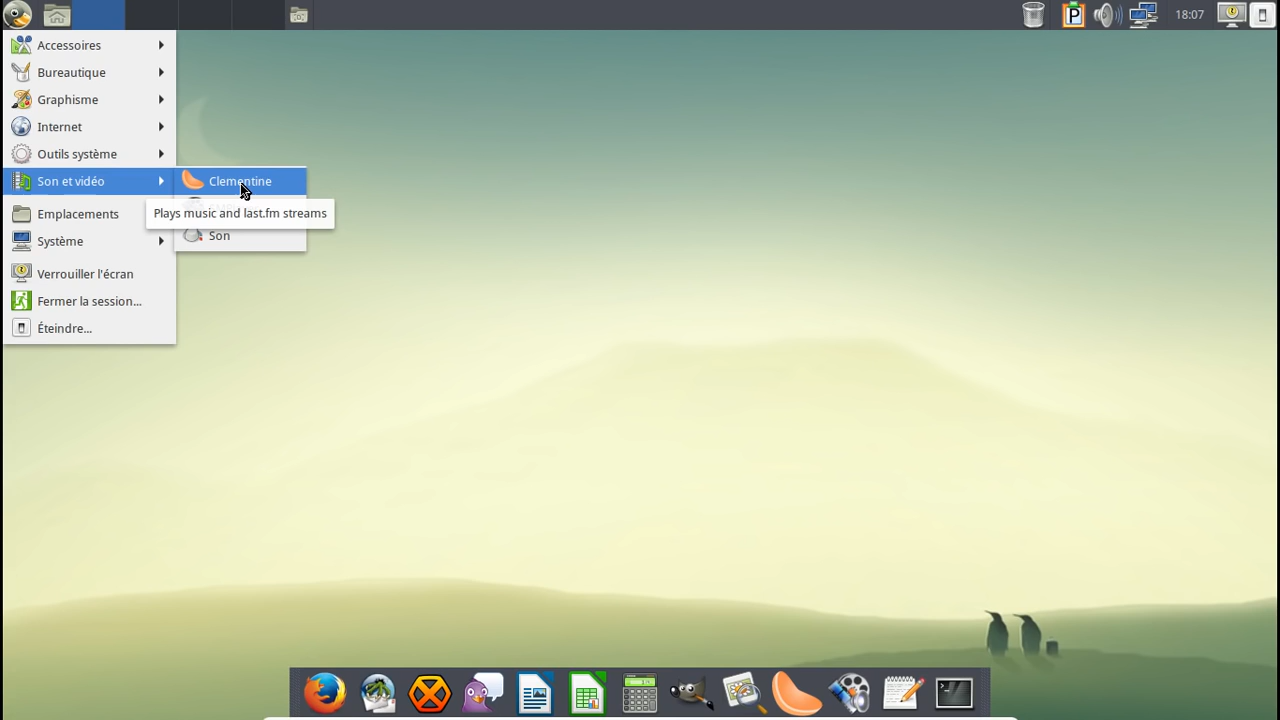 18:07
Accessoires
Bureautique
Graphisme
Internet
Outils système
Son et vidéo
Clementine
Emplacements
Plays music and last.fm streams
Système
Son
Verrouiller l'écran
Fermer la session...
Éteindre...